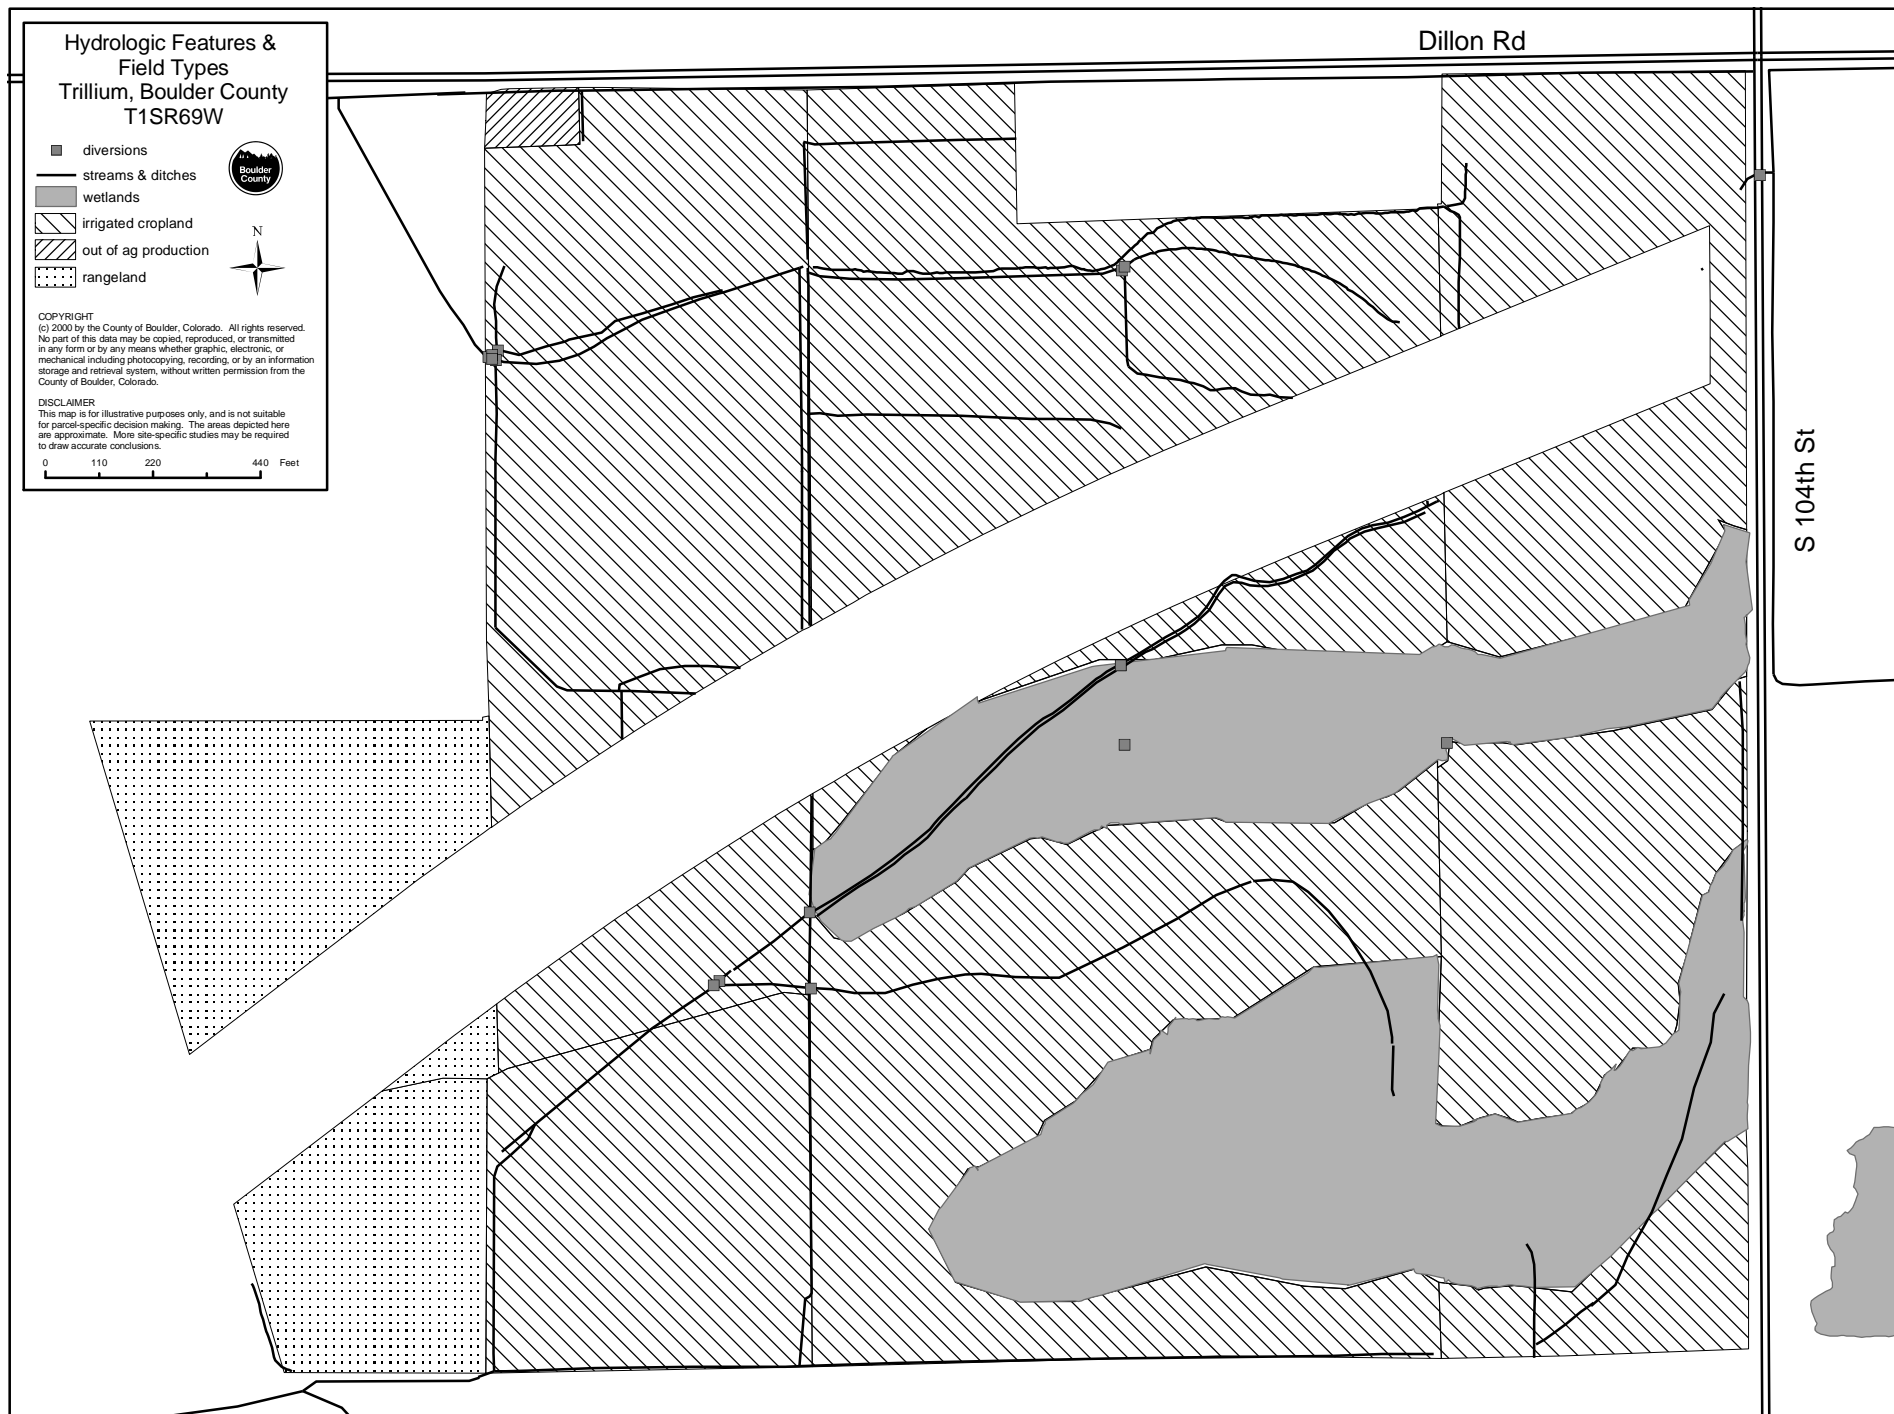 Hydrologic Features &
Field Types
Trillium, Boulder County
T1SR69W
diversions
streams & ditches
wetlands
irrigated cropland
out of ag production
rangeland
Boulder
County
N
COPYRIGHT
(c) 2000 by the County of Boulder, Colorado.  All rights reserved.
No part of this data may be copied, reproduced, or transmitted
in any form or by any means whether graphic, electronic, or
mechanical including photocopying, recording, or by an information
storage and retrieval system, without written permission from the
County of Boulder, Colorado.
DISCLAIMER
This map is for illustrative purposes only, and is not suitable
for parcel-specific decision making.  The areas depicted here
are approximate.  More site-specific studies may be required
to draw accurate conclusions.
0 110 220 440 Feet
Dillon Rd
S 104th St